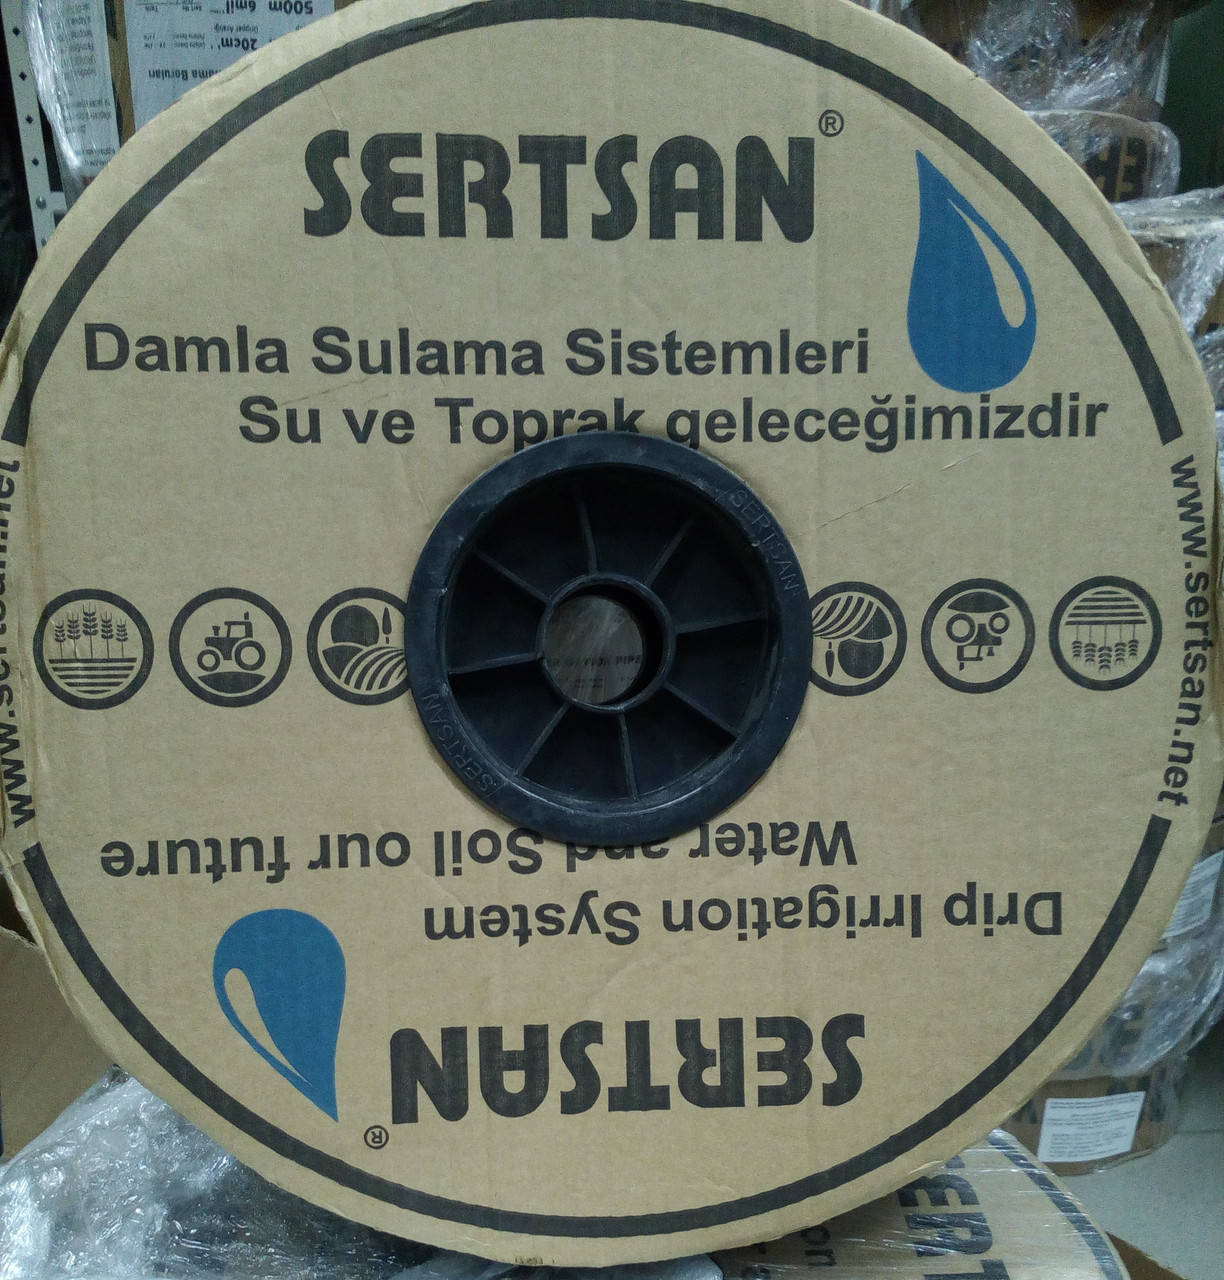 500m 6mil
20cm
SERTSAN®
Damla Sulama Sistemleri
Su ve Toprak geleceğimizdir
www.sertsan.net
www.sertsan.net
SERTSAN
SERTSAN
SERTSAN®
Drip Irrigation System
Water and Soil our future